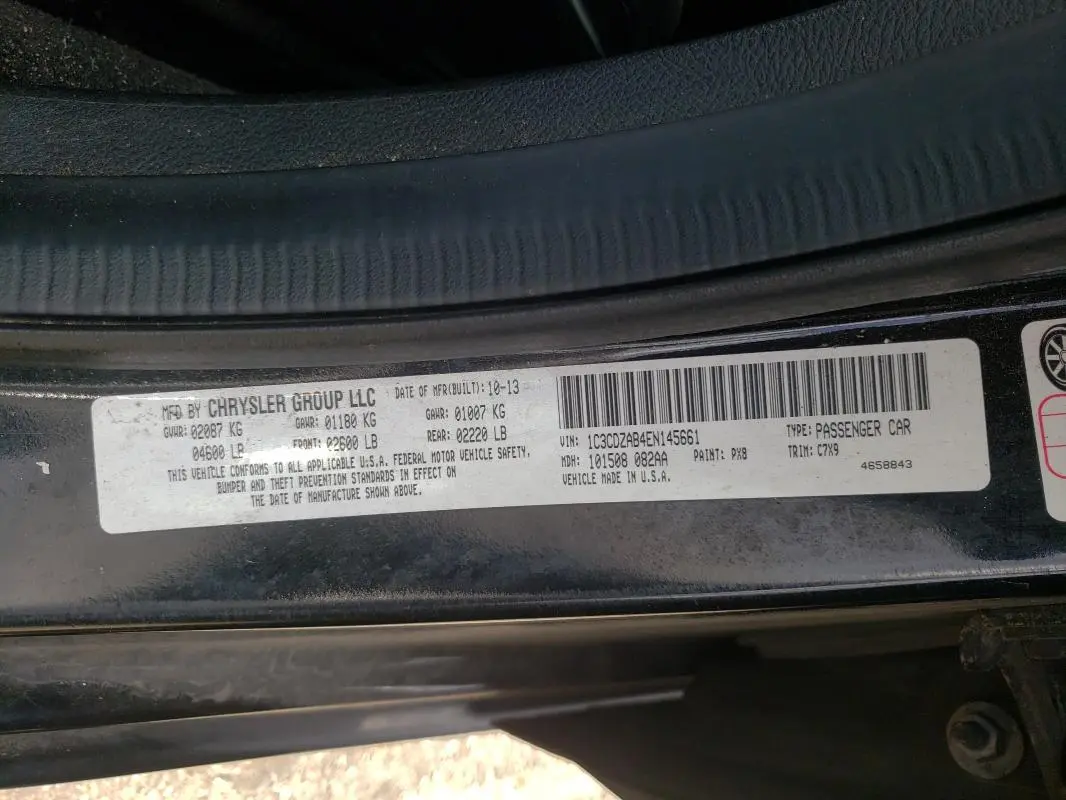 MFD BY CHRYSLER GROUP LLC DATE OF MFR(BUILT): 10-13
GVWR: 02087 KG GAWR: 01180 KG GAWR: 01007 KG
04600 LB FRONT: 02600 LB REAR: 02220 LB
THIS VEHICLE CONFORMS TO ALL APPLICABLE U.S.A. FEDERAL MOTOR VEHICLE SAFETY,
BUMPER AND THEFT PREVENTION STANDARDS IN EFFECT ON
THE DATE OF MANUFACTURE SHOWN ABOVE.
VIN: 1C3CDZAB4EN145661 TYPE: PASSENGER CAR
MDH: 101508 082AA PAINT: PX8 TRIM: C7X9
VEHICLE MADE IN U.S.A. 4658843